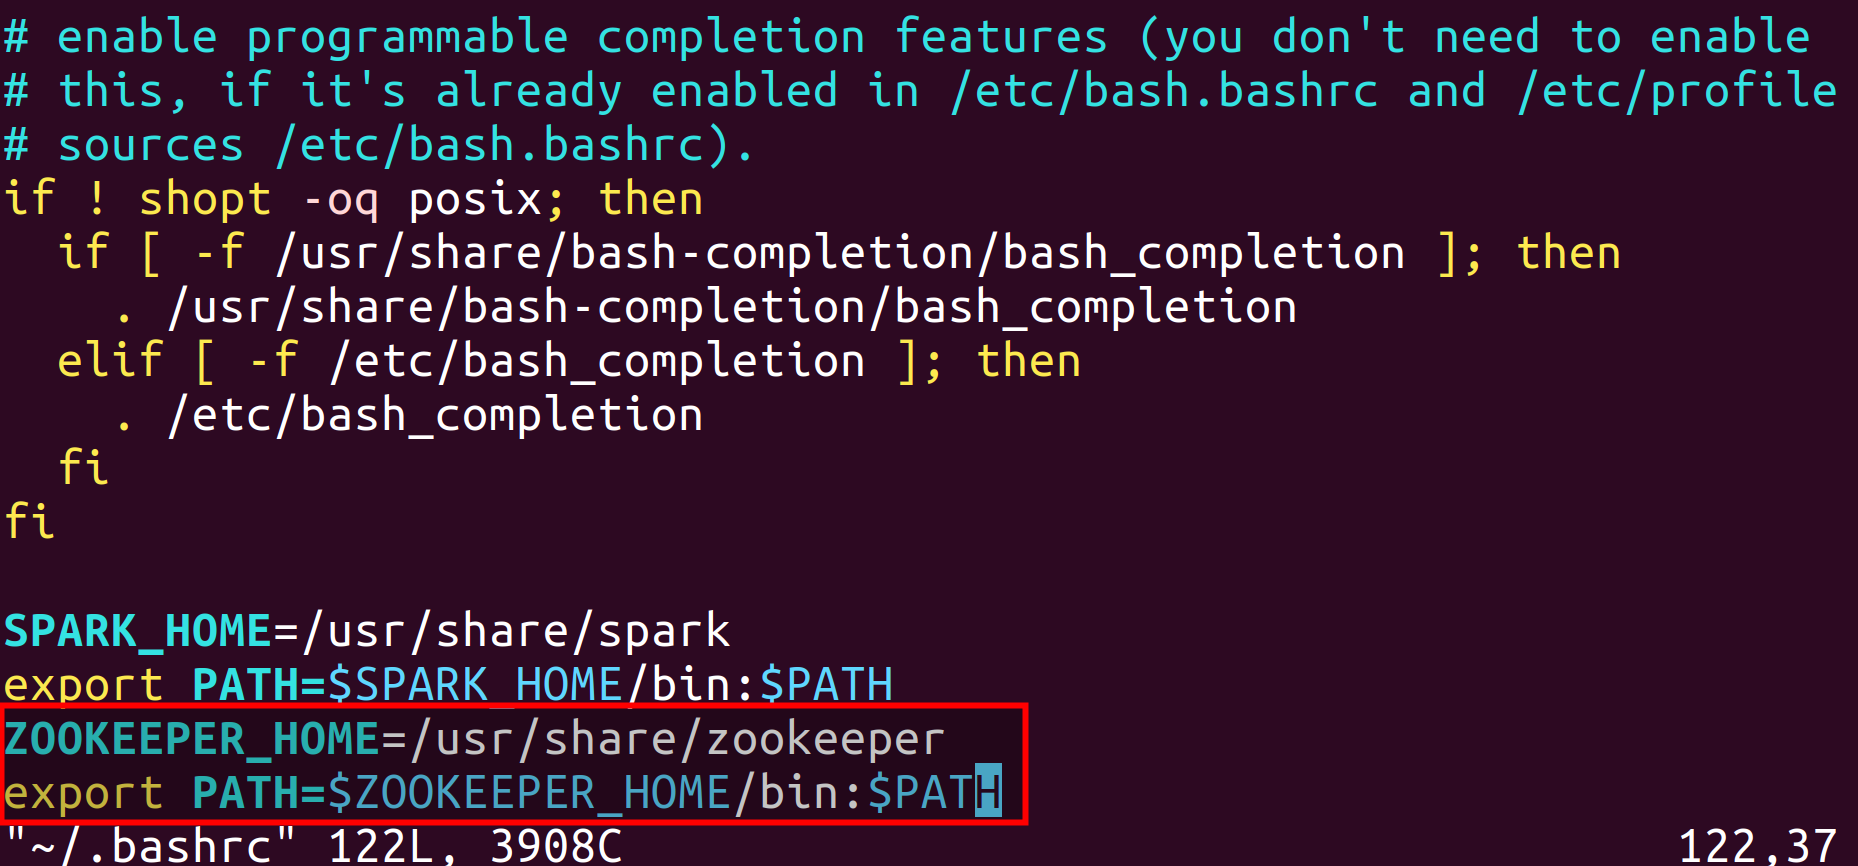 # enable programmable completion features (you don't need to enable
# this, if it's already enabled in /etc/bash.bashrc and /etc/profile
# sources /etc/bash.bashrc).
if ! shopt -oq posix; then
  if [ -f /usr/share/bash-completion/bash_completion ]; then
    . /usr/share/bash-completion/bash_completion
  elif [ -f /etc/bash_completion ]; then
    . /etc/bash_completion
  fi
fi

SPARK_HOME=/usr/share/spark
export PATH=$SPARK_HOME/bin:$PATH
ZOOKEEPER_HOME=/usr/share/zookeeper
export PATH=$ZOOKEEPER_HOME/bin:$PATH
"~/.bashrc" 122L, 3908C 122,37